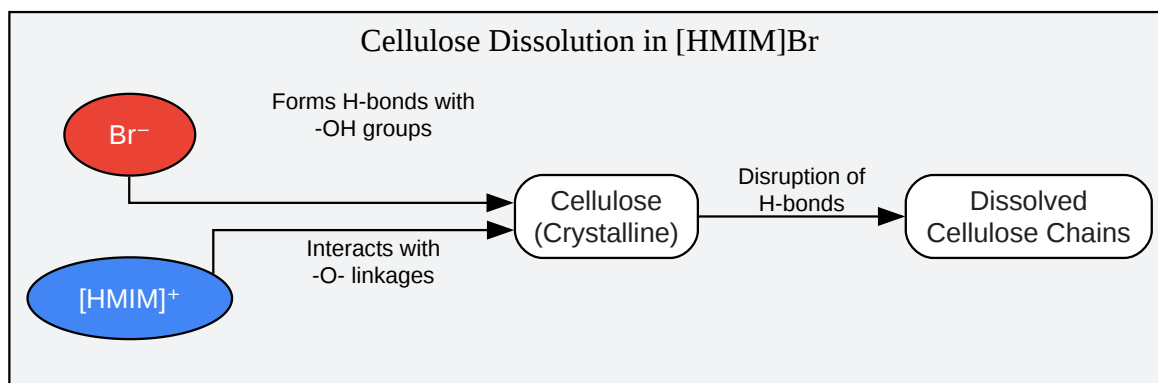 Cellulose Dissolution in [HMIM]Br
Forms H-bonds with
-OH groups
Br⁻
Cellulose
(Crystalline)
Disruption of
H-bonds
Dissolved
Cellulose Chains
Interacts with
-O- linkages
[HMIM]⁺